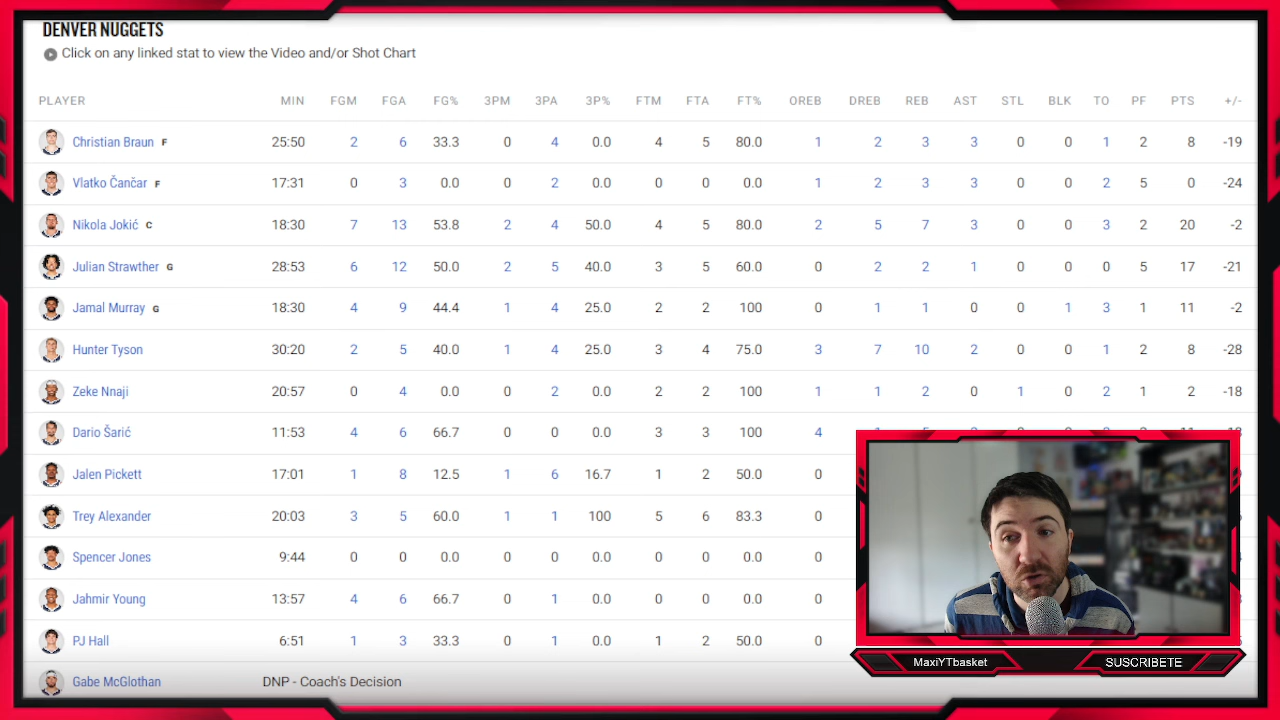 DENVER NUGGETS
Click on any linked stat to view the Video and/or Shot Chart
PLAYER MIN FGM FGA FG% 3PM 3PA 3P% FTM FTA FT% OREB DREB REB AST STL BLK TO PF PTS +/-
Christian Braun F 25:50 2 6 33.3 0 4 0.0 4 5 80.0 1 2 3 3 0 0 1 2 8 -19
Vlatko Čančar F 17:31 0 3 0.0 0 2 0.0 0 0 0.0 1 2 3 3 0 0 2 5 0 -24
Nikola Jokić C 18:30 7 13 53.8 2 4 50.0 4 5 80.0 2 5 7 3 0 0 3 2 20 -2
Julian Strawther G 28:53 6 12 50.0 2 5 40.0 3 5 60.0 0 2 2 1 0 0 0 5 17 -21
Jamal Murray G 18:30 4 9 44.4 1 4 25.0 2 2 100 0 1 1 0 0 1 3 1 11 -2
Hunter Tyson 30:20 2 5 40.0 1 4 25.0 3 4 75.0 3 7 10 2 0 0 1 2 8 -28
Zeke Nnaji 20:57 0 4 0.0 0 2 0.0 2 2 100 1 1 2 0 1 0 2 1 2 -18
Dario Šarić 11:53 4 6 66.7 0 0 0.0 3 3 100 4
Jalen Pickett 17:01 1 8 12.5 1 6 16.7 1 2 50.0 0
Trey Alexander 20:03 3 5 60.0 1 1 100 5 6 83.3 0
Spencer Jones 9:44 0 0 0.0 0 0 0.0 0 0 0.0 0
Jahmir Young 13:57 4 6 66.7 0 1 0.0 0 0 0.0 0
PJ Hall 6:51 1 3 33.3 0 1 0.0 1 2 50.0 0
Gabe McGlothan DNP - Coach's Decision
MaxiYTbasket
SUSCRIBETE